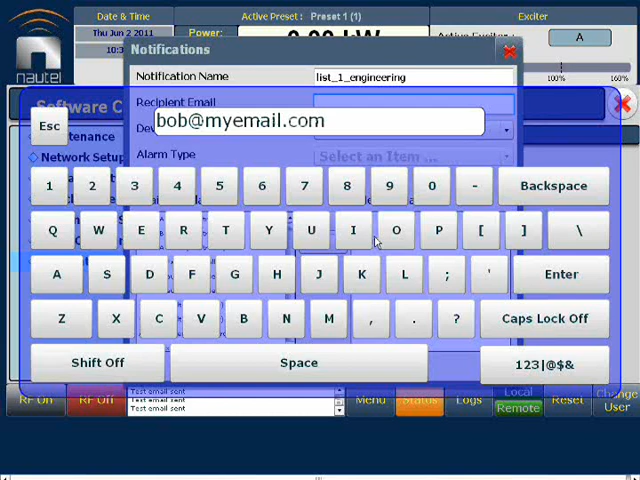 Date & Time
Active Preset : Preset 1 (1)
Exciter
Thu Jun 2 2011
Power:
A
Notifications
nautel
100%
160%
Notification Name
list_1_engineering
Recipient Email
Software C
Esc
bob@myemail.com
Alarm Type
Select an Item ...
Network Setup
1 2 3 4 5 6 7 8 9 0 - Backspace
Q W E R T Y U I O P [ ] \
A S D F G H J K L ; ' Enter
Z X C V B N M , . ? Caps Lock Off
Shift Off
Space
123|@$&
RF On
RF Off
Test email sent
Test email sent
Test email sent
Menu
Status
Logs
Local
Remote
Reset
Change
User